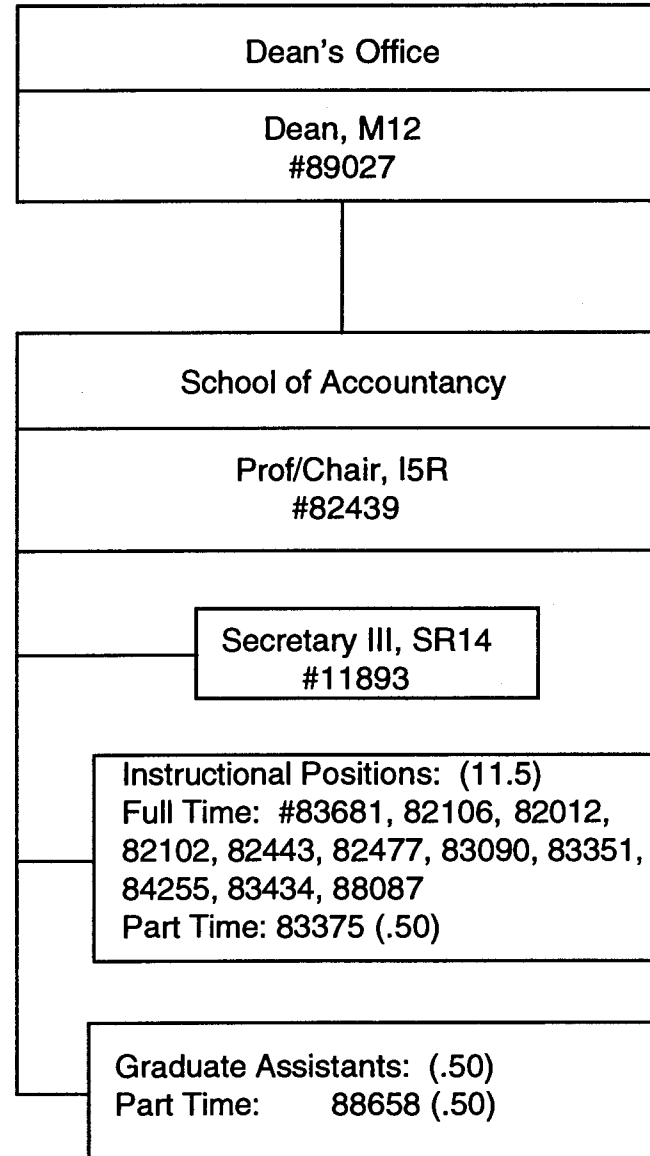 Dean's Office
Dean, M12
#89027
School of Accountancy
Prof/Chair, I5R
#82439
Secretary III, SR14
#11893
Instructional Positions: (11.5)
Full Time: #83681, 82106, 82012,
82102, 82443, 82477, 83090, 83351,
84255, 83434, 88087
Part Time: 83375 (.50)
Graduate Assistants: (.50)
Part Time: 88658 (.50)